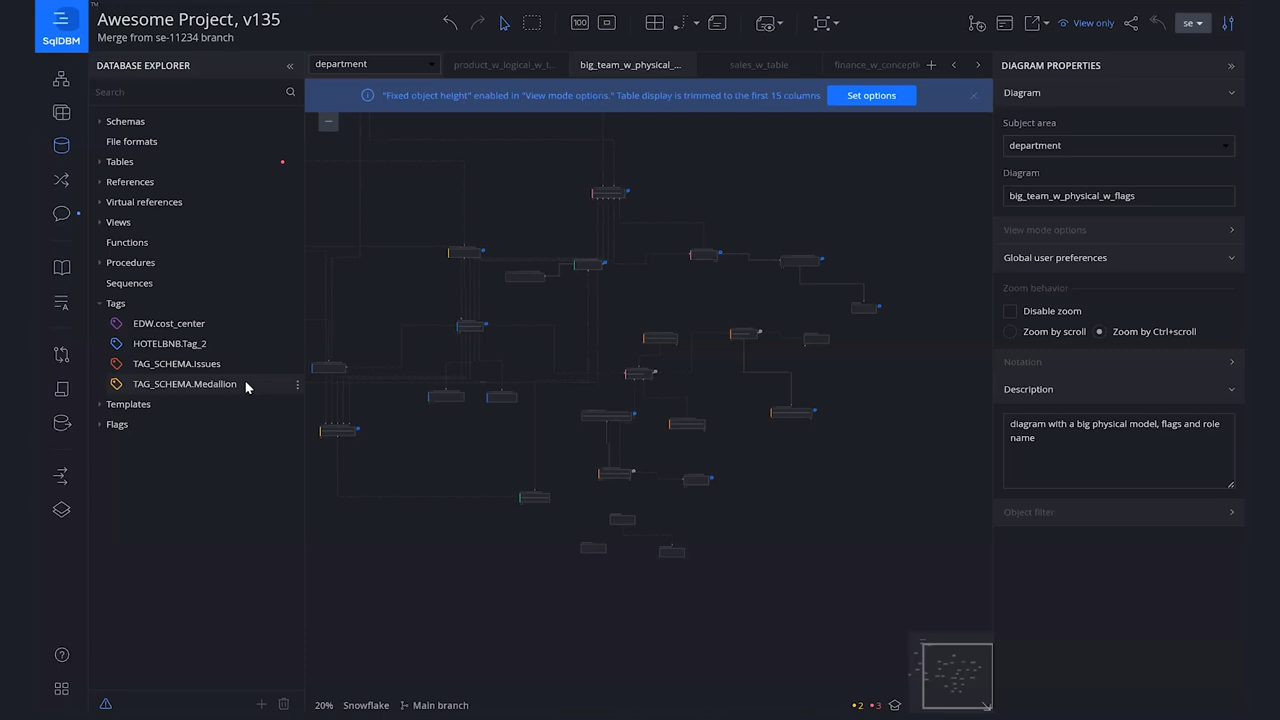 SqlDBM
TM
Awesome Project, v135
Merge from se-11234 branch
100
View only
se
DATABASE EXPLORER
Search
Schemas
File formats
Tables
References
Virtual references
Views
Functions
Procedures
Sequences
Tags
EDW.cost_center
HOTELBNB.Tag_2
TAG_SCHEMA.Issues
TAG_SCHEMA.Medallion
Templates
Flags
department
product_w_logical_w_t...
big_team_w_physical_...
sales_w_table
finance_w_concepti
"Fixed object height" enabled in "View mode options." Table display is trimmed to the first 15 columns
Set options
20%
Snowflake
Main branch
2
3
DIAGRAM PROPERTIES
Diagram
Subject area
department
Diagram
big_team_w_physical_w_flags
View mode options
Global user preferences
Zoom behavior
Disable zoom
Zoom by scroll
Zoom by Ctrl+scroll
Notation
Description
diagram with a big physical model, flags and role
name
Object filter